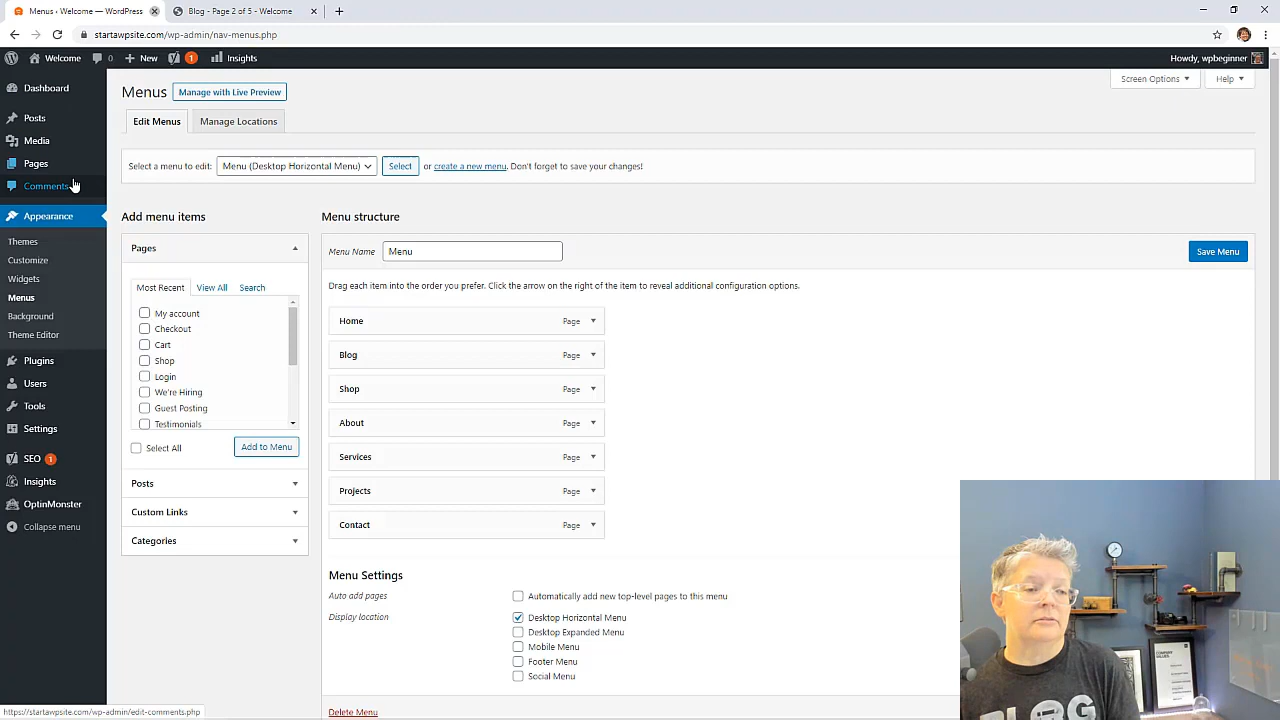 Menus ‹ Welcome — WordPress
Blog - Page 2 of 5 - Welcome
startawpsite.com/wp-admin/nav-menus.php
Welcome
0
New
1
Insights
Howdy, wpbeginner
Dashboard
Posts
Media
Pages
Comments
Appearance
Themes
Customize
Widgets
Menus
Background
Theme Editor
Plugins
Users
Tools
Settings
SEO 1
Insights
OptinMonster
Collapse menu
Menus
Manage with Live Preview
Screen Options
Help
Edit Menus
Manage Locations
Select a menu to edit: Menu (Desktop Horizontal Menu) Select or create a new menu. Don't forget to save your changes!
Add menu items
Pages
Most Recent View All Search
My account
Checkout
Cart
Shop
Login
We're Hiring
Guest Posting
Testimonials
Select All
Add to Menu
Posts
Custom Links
Categories
Menu structure
Menu Name Menu
Save Menu
Drag each item into the order you prefer. Click the arrow on the right of the item to reveal additional configuration options.
Home Page
Blog Page
Shop Page
About Page
Services Page
Projects Page
Contact Page
Menu Settings
Auto add pages
Automatically add new top-level pages to this menu
Display location
Desktop Horizontal Menu
Desktop Expanded Menu
Mobile Menu
Footer Menu
Social Menu
Delete Menu
https://startawpsite.com/wp-admin/edit-comments.php